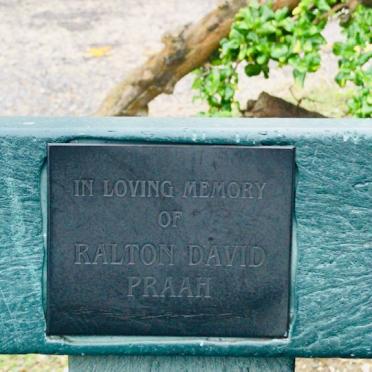 IN LOVING MEMORY
OF
RALTON DAVID
PRAAH